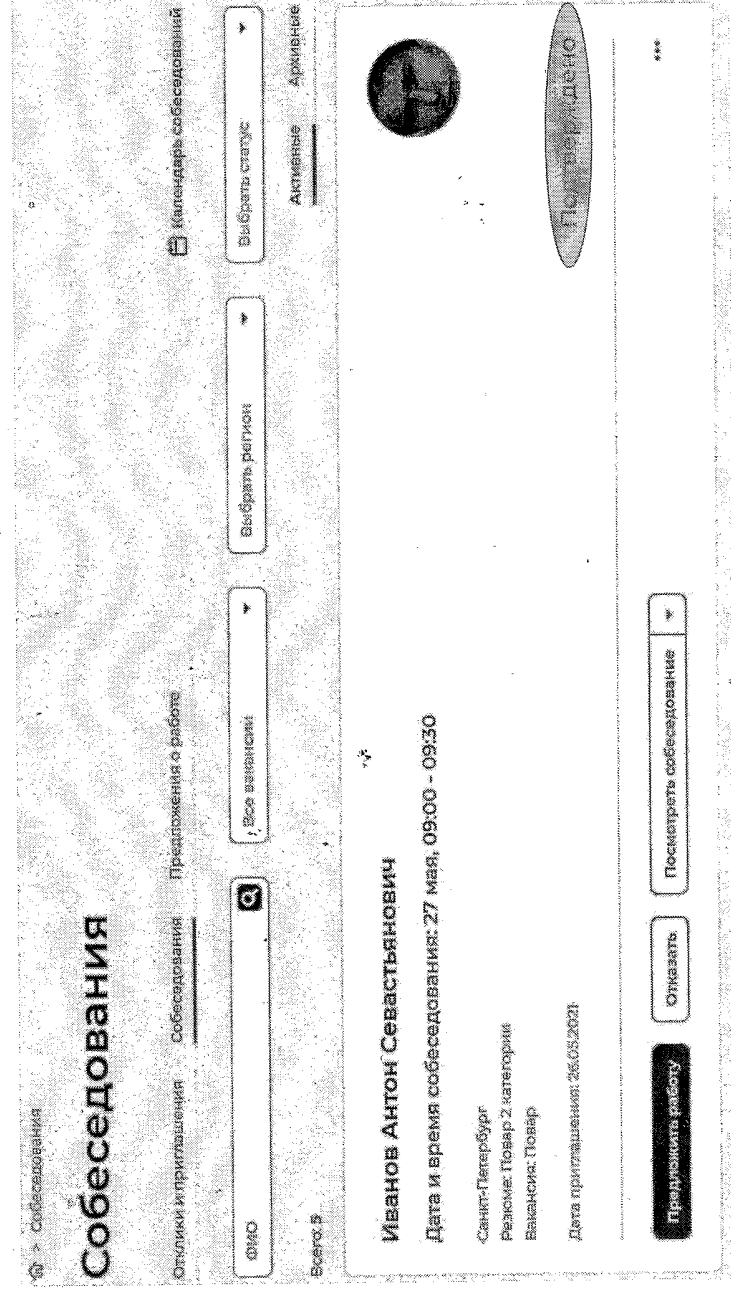 > Собеседования
Собеседования
Отклики и приглашения Собеседования Предложения о работе Календарь собеседований
ФИО Все вакансии Выбрать регион Выбрать статус
Всего: 5 Активные Архивные
Иванов Антон Севастьянович
Дата и время собеседования: 27 мая, 09:00 - 09:30
Санкт-Петербург
Резюме: Повар 2 категории
Вакансия: Повар
Дата приглашения: 26.05.2021
Подтверждено
Предложить работу Отказать Посмотреть собеседование